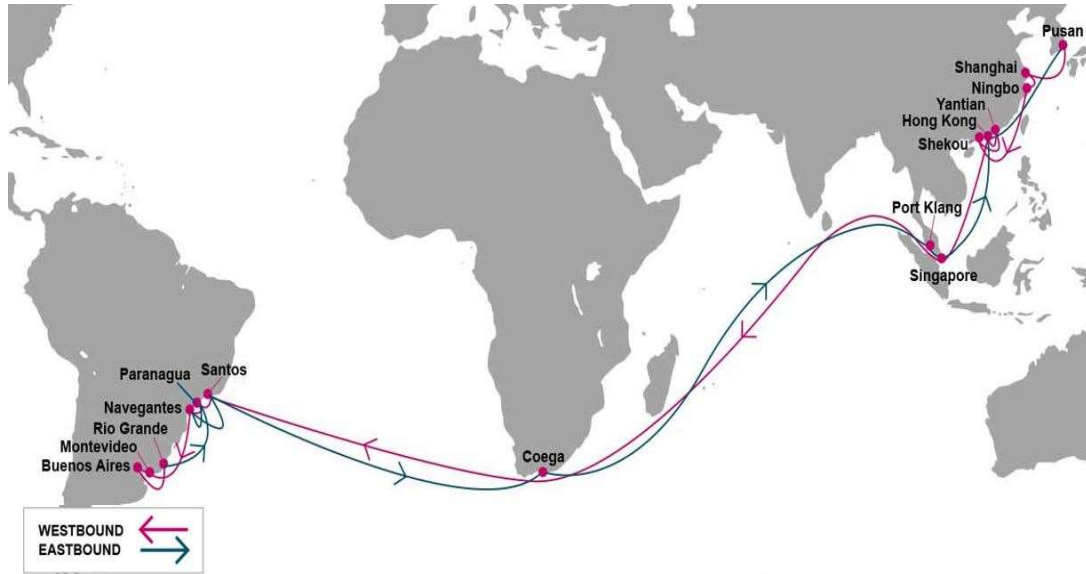 Pusan
Shanghai
Ningbo
Yantian
Hong Kong
Shekou
Port Klang
Singapore
Paranagua
Santos
Navegantes
Rio Grande
Montevideo
Buenos Aires
Coega
WESTBOUND
EASTBOUND